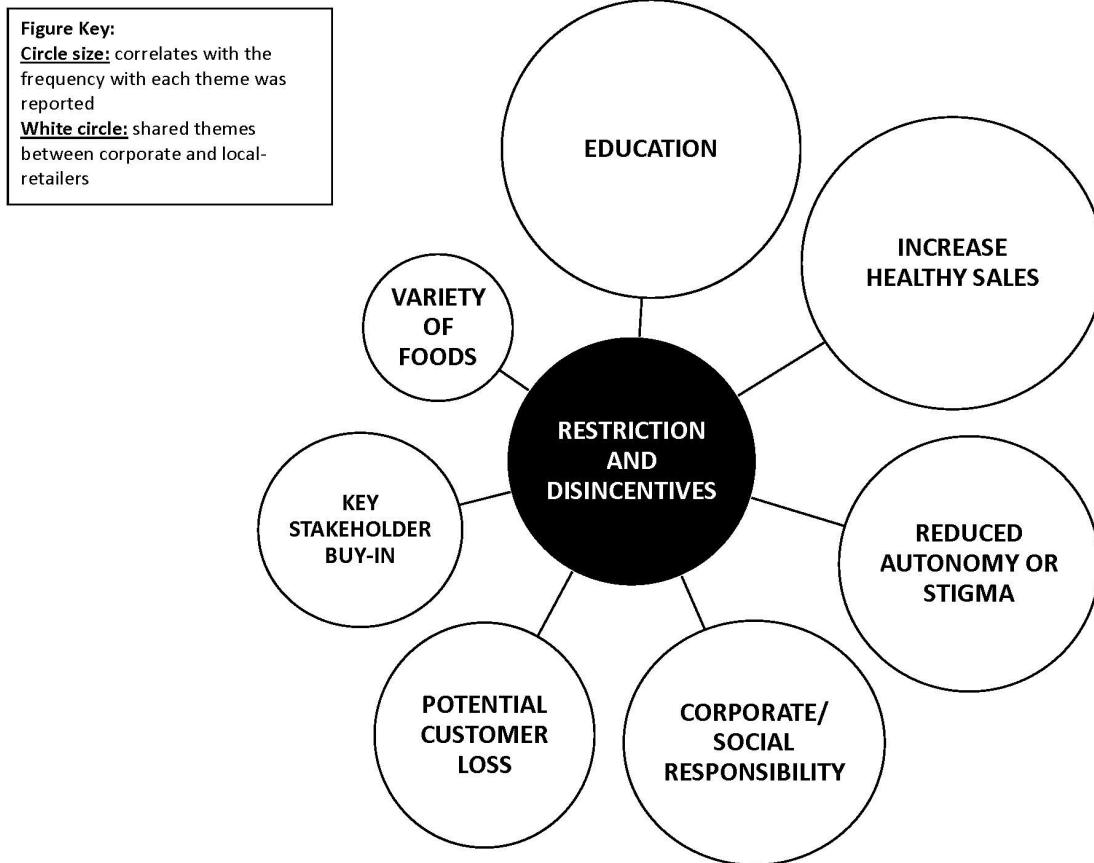 Figure Key:
Circle size: correlates with the
frequency with each theme was
reported
White circle: shared themes
between corporate and local-
retailers
EDUCATION
INCREASE
HEALTHY SALES
VARIETY
OF
FOODS
RESTRICTION
AND
DISINCENTIVES
KEY
STAKEHOLDER
BUY-IN
REDUCED
AUTONOMY OR
STIGMA
POTENTIAL
CUSTOMER
LOSS
CORPORATE/
SOCIAL
RESPONSIBILITY